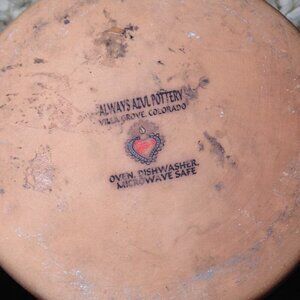 ALWAYS AZUL POTTERY
VILLA GROVE, COLORADO
OVEN, DISHWASHER,
MICROWAVE SAFE